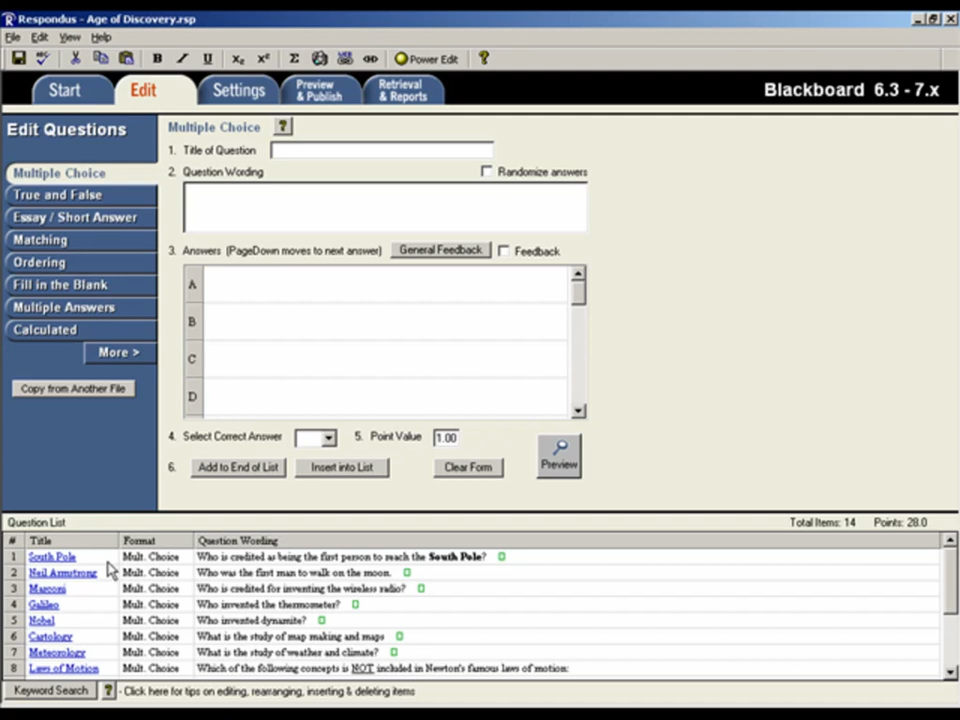 Respondus - Age of Discovery.rsp
File Edit View Help
ABC B I U X₂ X² Σ Power Edit ?
Start Edit Settings Preview & Publish Retrieval & Reports Blackboard 6.3 - 7.x
Edit Questions
Multiple Choice
True and False
Essay / Short Answer
Matching
Ordering
Fill in the Blank
Multiple Answers
Calculated
More >
Copy from Another File
Multiple Choice ?
1. Title of Question
2. Question Wording Randomize answers
3. Answers (PageDown moves to next answer) General Feedback Feedback
A
B
C
D
4. Select Correct Answer 5. Point Value 1.00
6. Add to End of List Insert into List Clear Form Preview
Question List Total Items: 14 Points: 28.0
# Title Format Question Wording
1 South Pole Mult. Choice Who is credited as being the first person to reach the South Pole?
2 Neil Armstrong Mult. Choice Who was the first man to walk on the moon.
3 Marconi Mult. Choice Who is credited for inventing the wireless radio?
4 Galileo Mult. Choice Who invented the thermometer?
5 Nobel Mult. Choice Who invented dynamite?
6 Cartology Mult. Choice What is the study of map making and maps
7 Meteorology Mult. Choice What is the study of weather and climate?
8 Laws of Motion Mult. Choice Which of the following concepts is NOT included in Newton's famous laws of motion:
Keyword Search ? - Click here for tips on editing, rearranging, inserting & deleting items